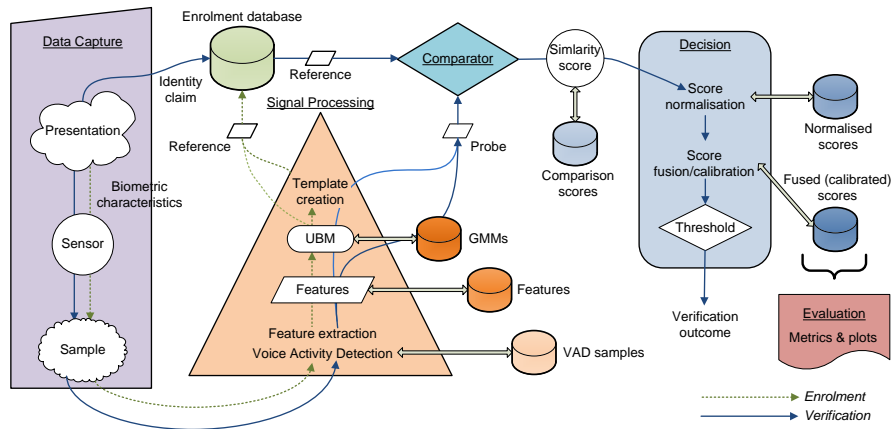 Enrolment database
Data Capture
Identity
claim
Reference
Comparator
Simlarity
score
Decision
Score
normalisation
Normalised
scores
Presentation
Signal Processing
Reference
Probe
Comparison
scores
Score
fusion/calibration
Fused (calibrated)
scores
Biometric
characteristics
Template
creation
Sensor
UBM
GMMs
Threshold
Features
Features
Verification
outcome
Evaluation
Metrics & plots
Sample
Feature extraction
Voice Activity Detection
VAD samples
Enrolment
Verification